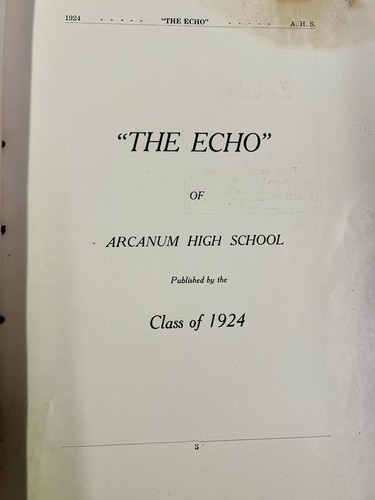 1924 - - - - - "THE ECHO" - - - - - A. H. S.
"THE ECHO"
OF
ARCANUM HIGH SCHOOL
Published by the
Class of 1924
3